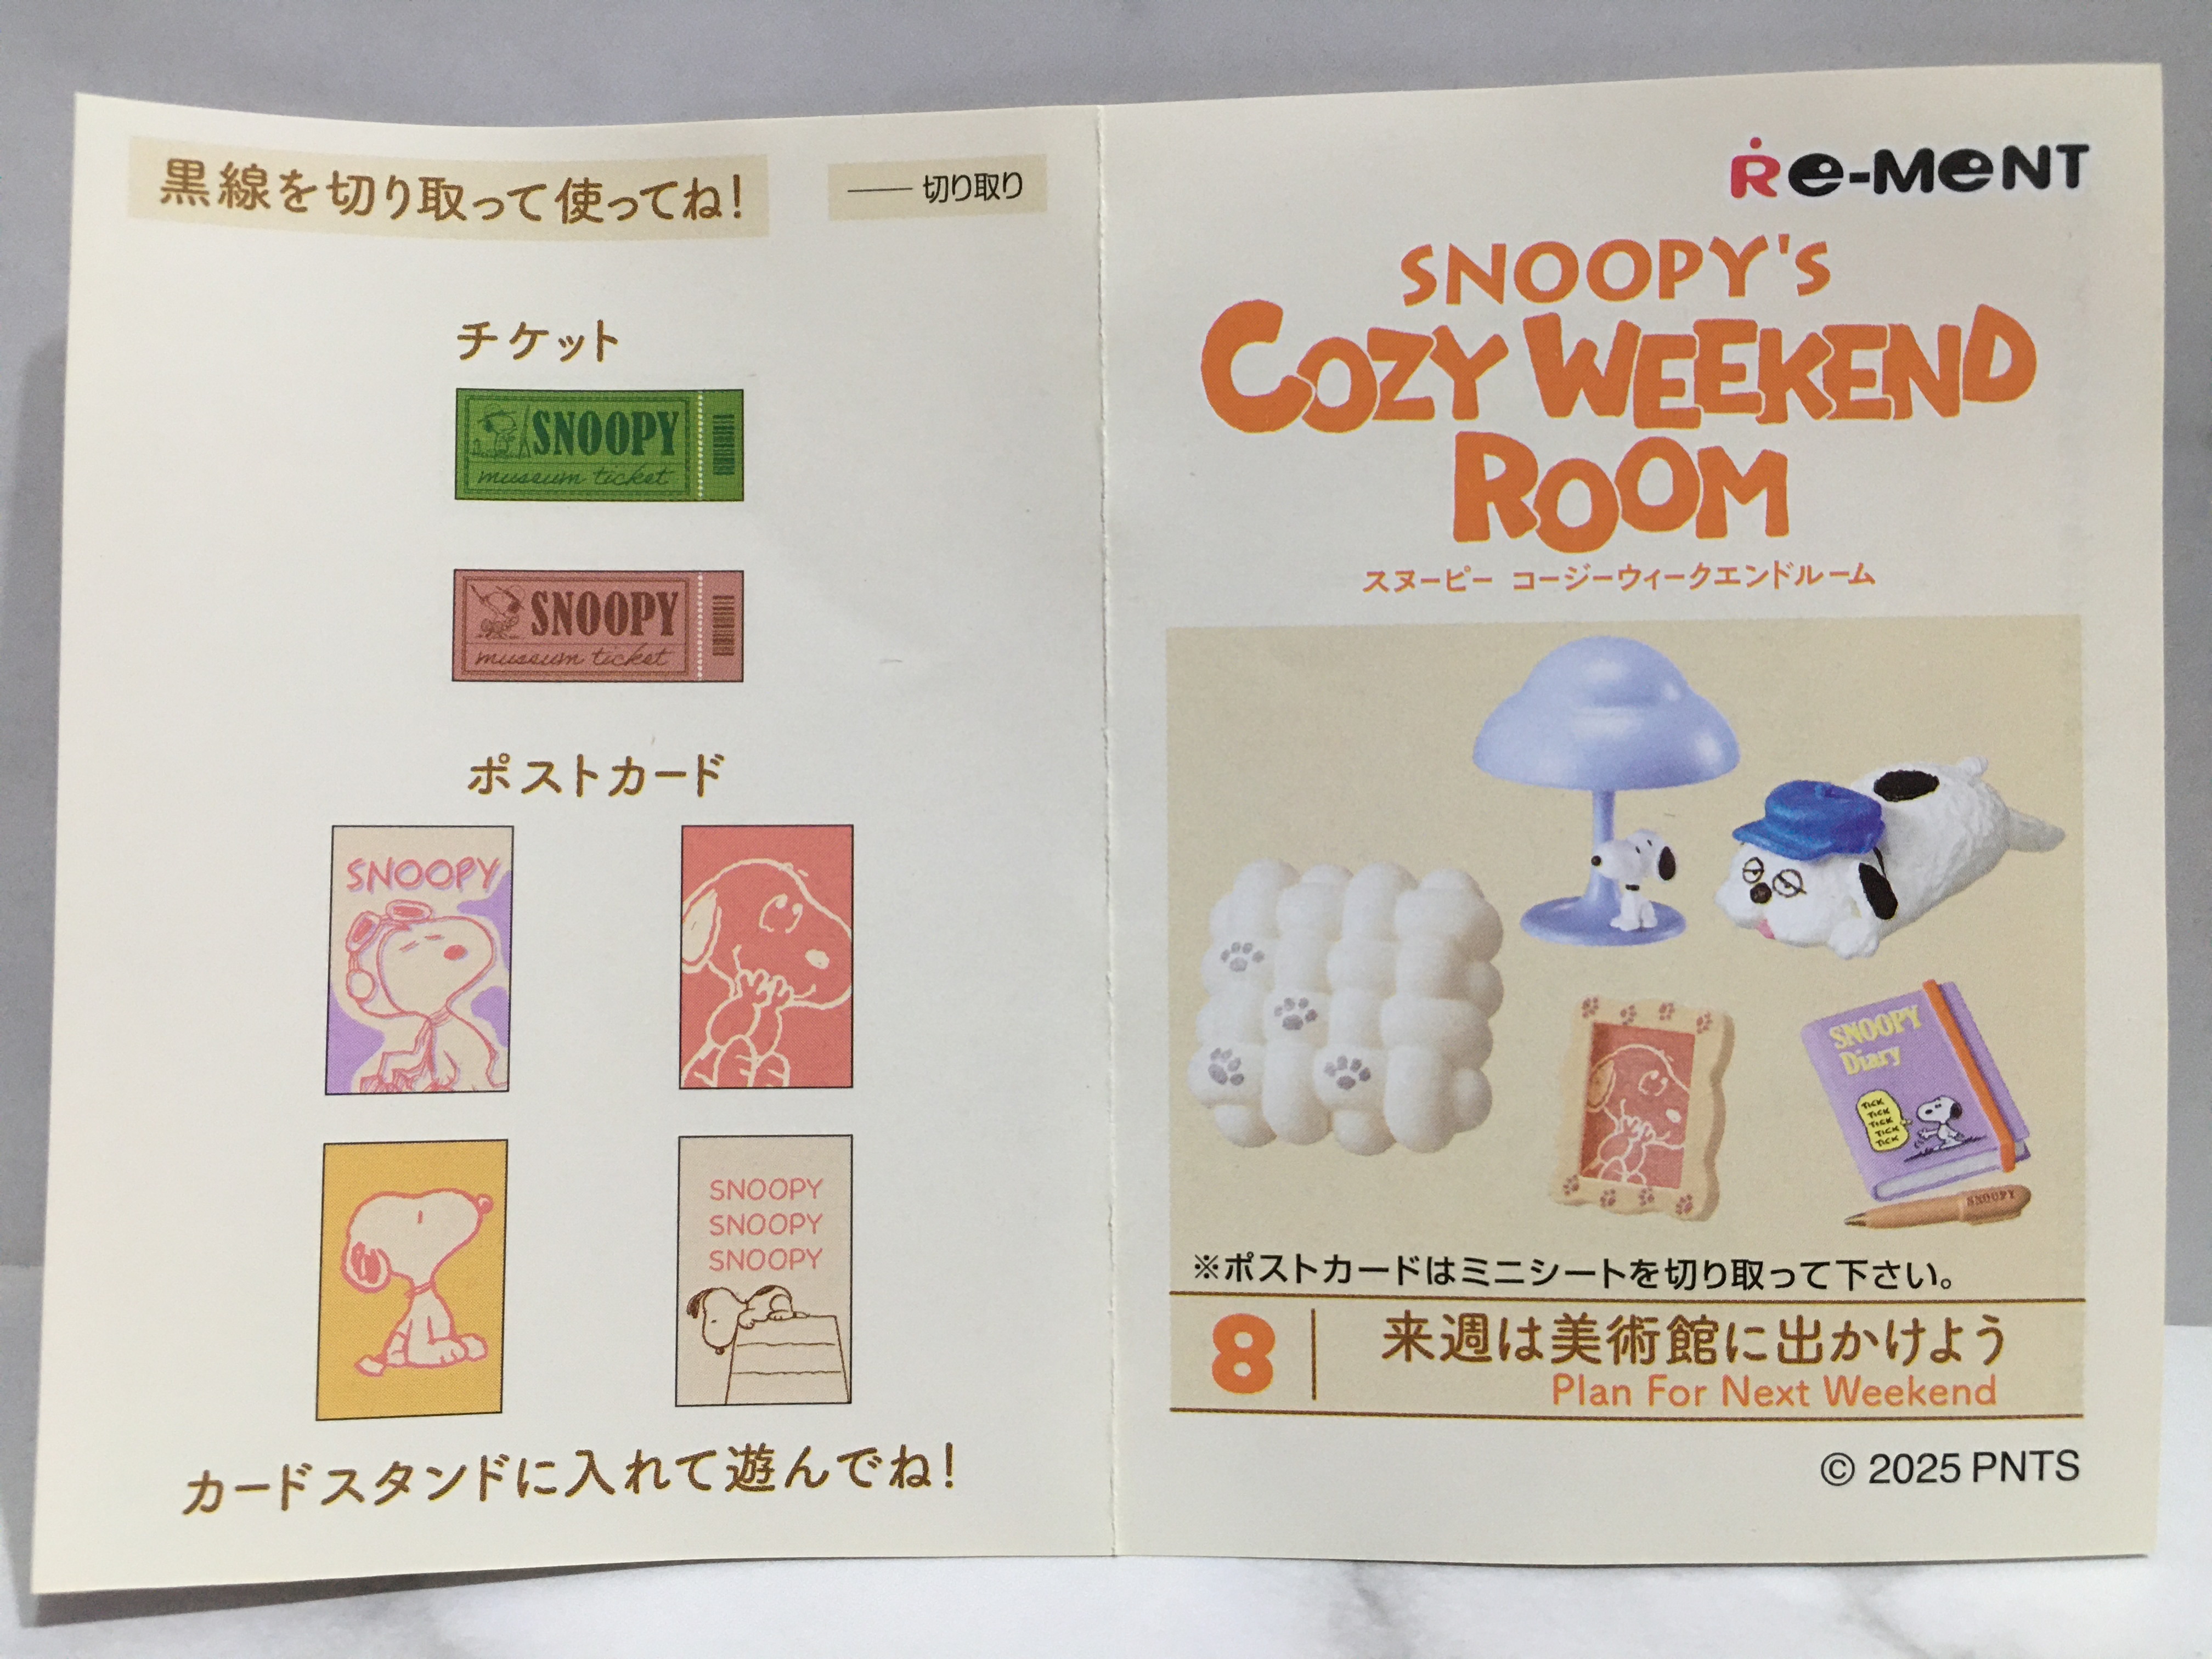 黒線を切り取って使ってね!
切り取り
チケット
SNOOPY
museum ticket
SNOOPY
museum ticket
ポストカード
SNOOPY
SNOOPY
SNOOPY
SNOOPY
カードスタンドに入れて遊んでね!
Re-MeNT
SNOOPY'S
COZY WEEKEND
ROOM
スヌーピー コージーウィークエンドルーム
SNOOPY
Diary
TICK
TICK
TICK
TICK
TICK
SNOOPY
※ポストカードはミニシートを切り取って下さい。
8
来週は美術館に出かけよう
Plan For Next Weekend
© 2025 PNTS